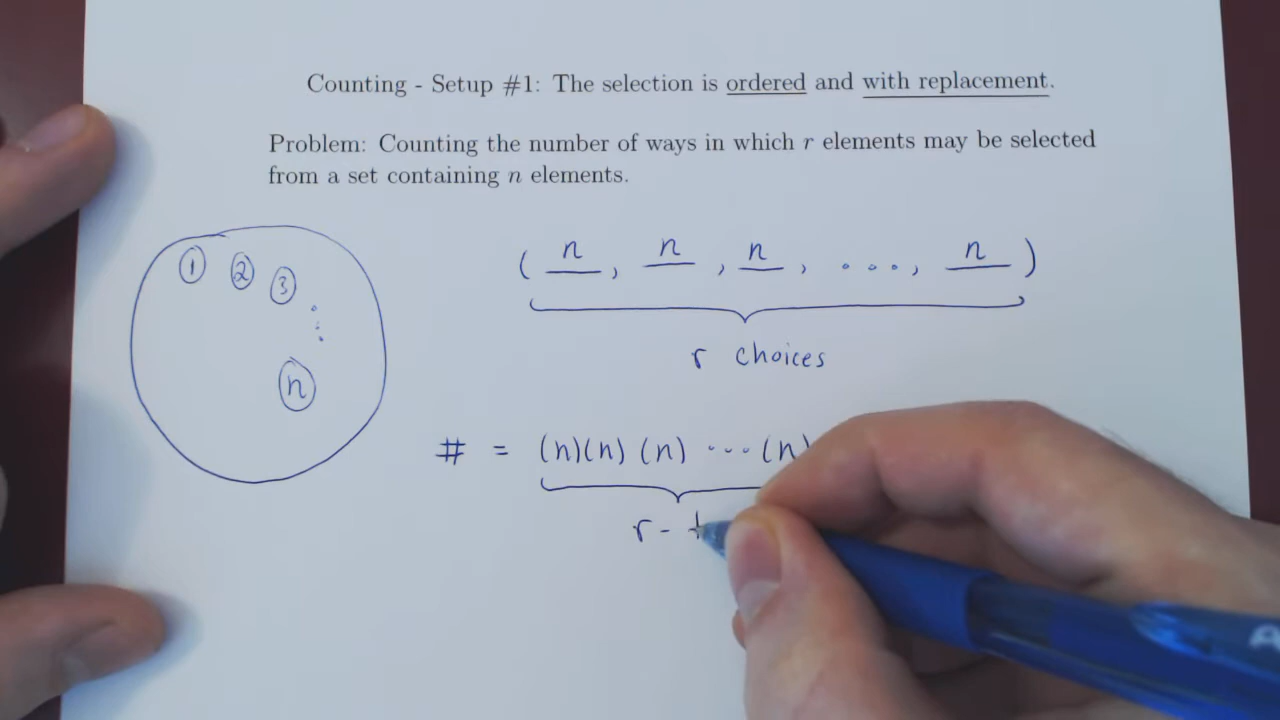 Counting - Setup #1: The selection is ordered and with replacement.
Problem: Counting the number of ways in which r elements may be selected
from a set containing n elements.
1 2 3
⋮
n
( n , n , n , . . . , n )
r choices
# = (n)(n)(n) ... (n)
r - t